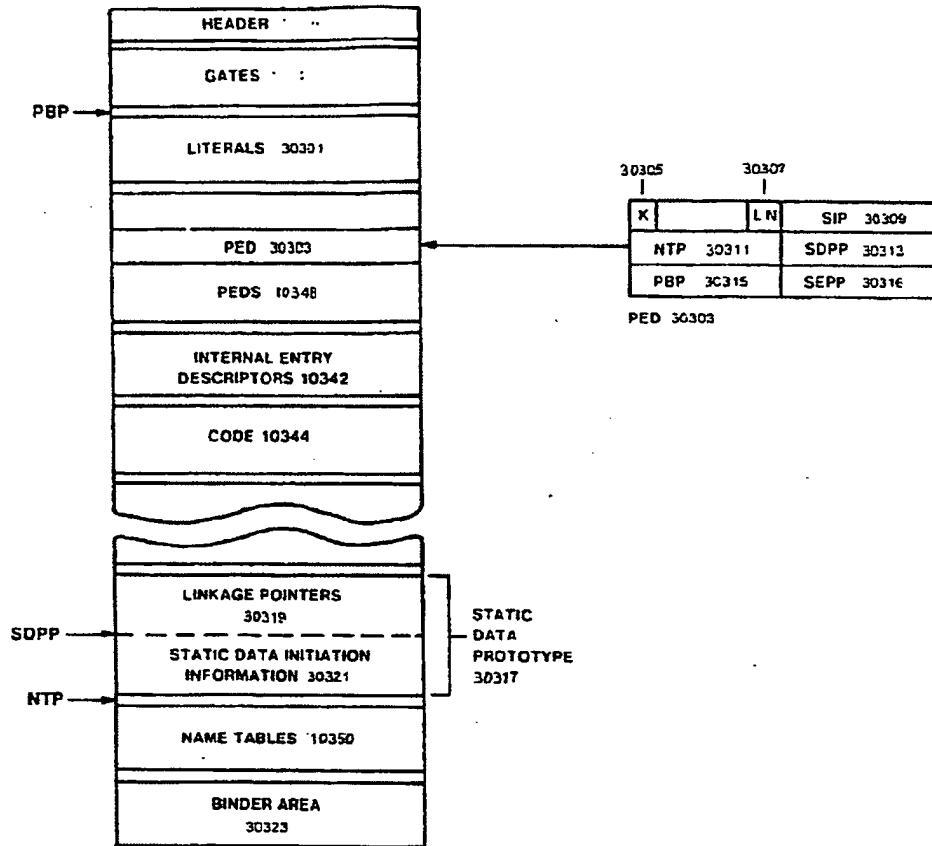 HEADER
GATES
PBP
LITERALS 30301
30305 30307
K LN SIP 30309
PED 30303
NTP 30311 SDPP 30313
PEDS 10348
PBP 30315 SEPP 30316
PED 30303
INTERNAL ENTRY
DESCRIPTORS 10342
CODE 10344
LINKAGE POINTERS
30319
SDPP
STATIC DATA INITIATION
INFORMATION 30321
STATIC
DATA
PROTOTYPE
30317
NTP
NAME TABLES 10350
BINDER AREA
30323